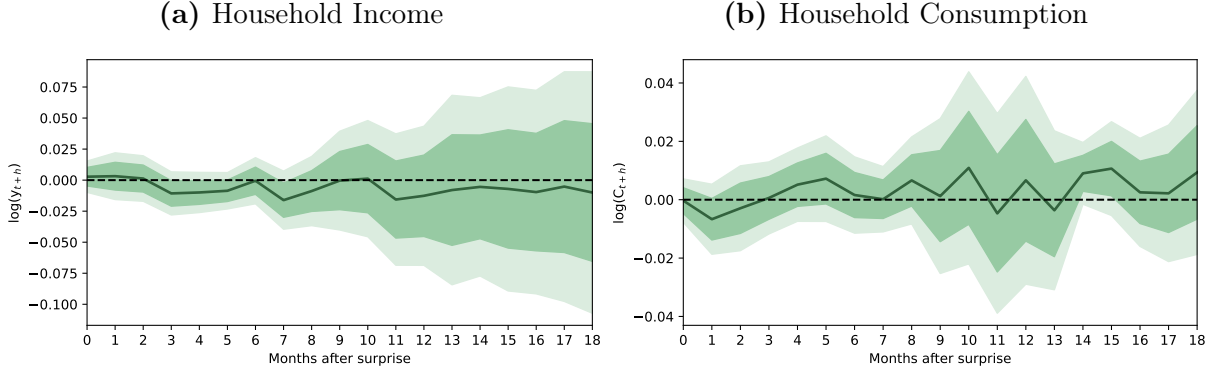 (a) Household Income
0.075
0.050
0.025
0.000
−0.025
−0.050
−0.075
−0.100
log(y_{t+h})
0 1 2 3 4 5 6 7 8 9 10 11 12 13 14 15 16 17 18
Months after surprise
(b) Household Consumption
0.04
0.02
0.00
−0.02
−0.04
log(C_{t+h})
0 1 2 3 4 5 6 7 8 9 10 11 12 13 14 15 16 17 18
Months after surprise